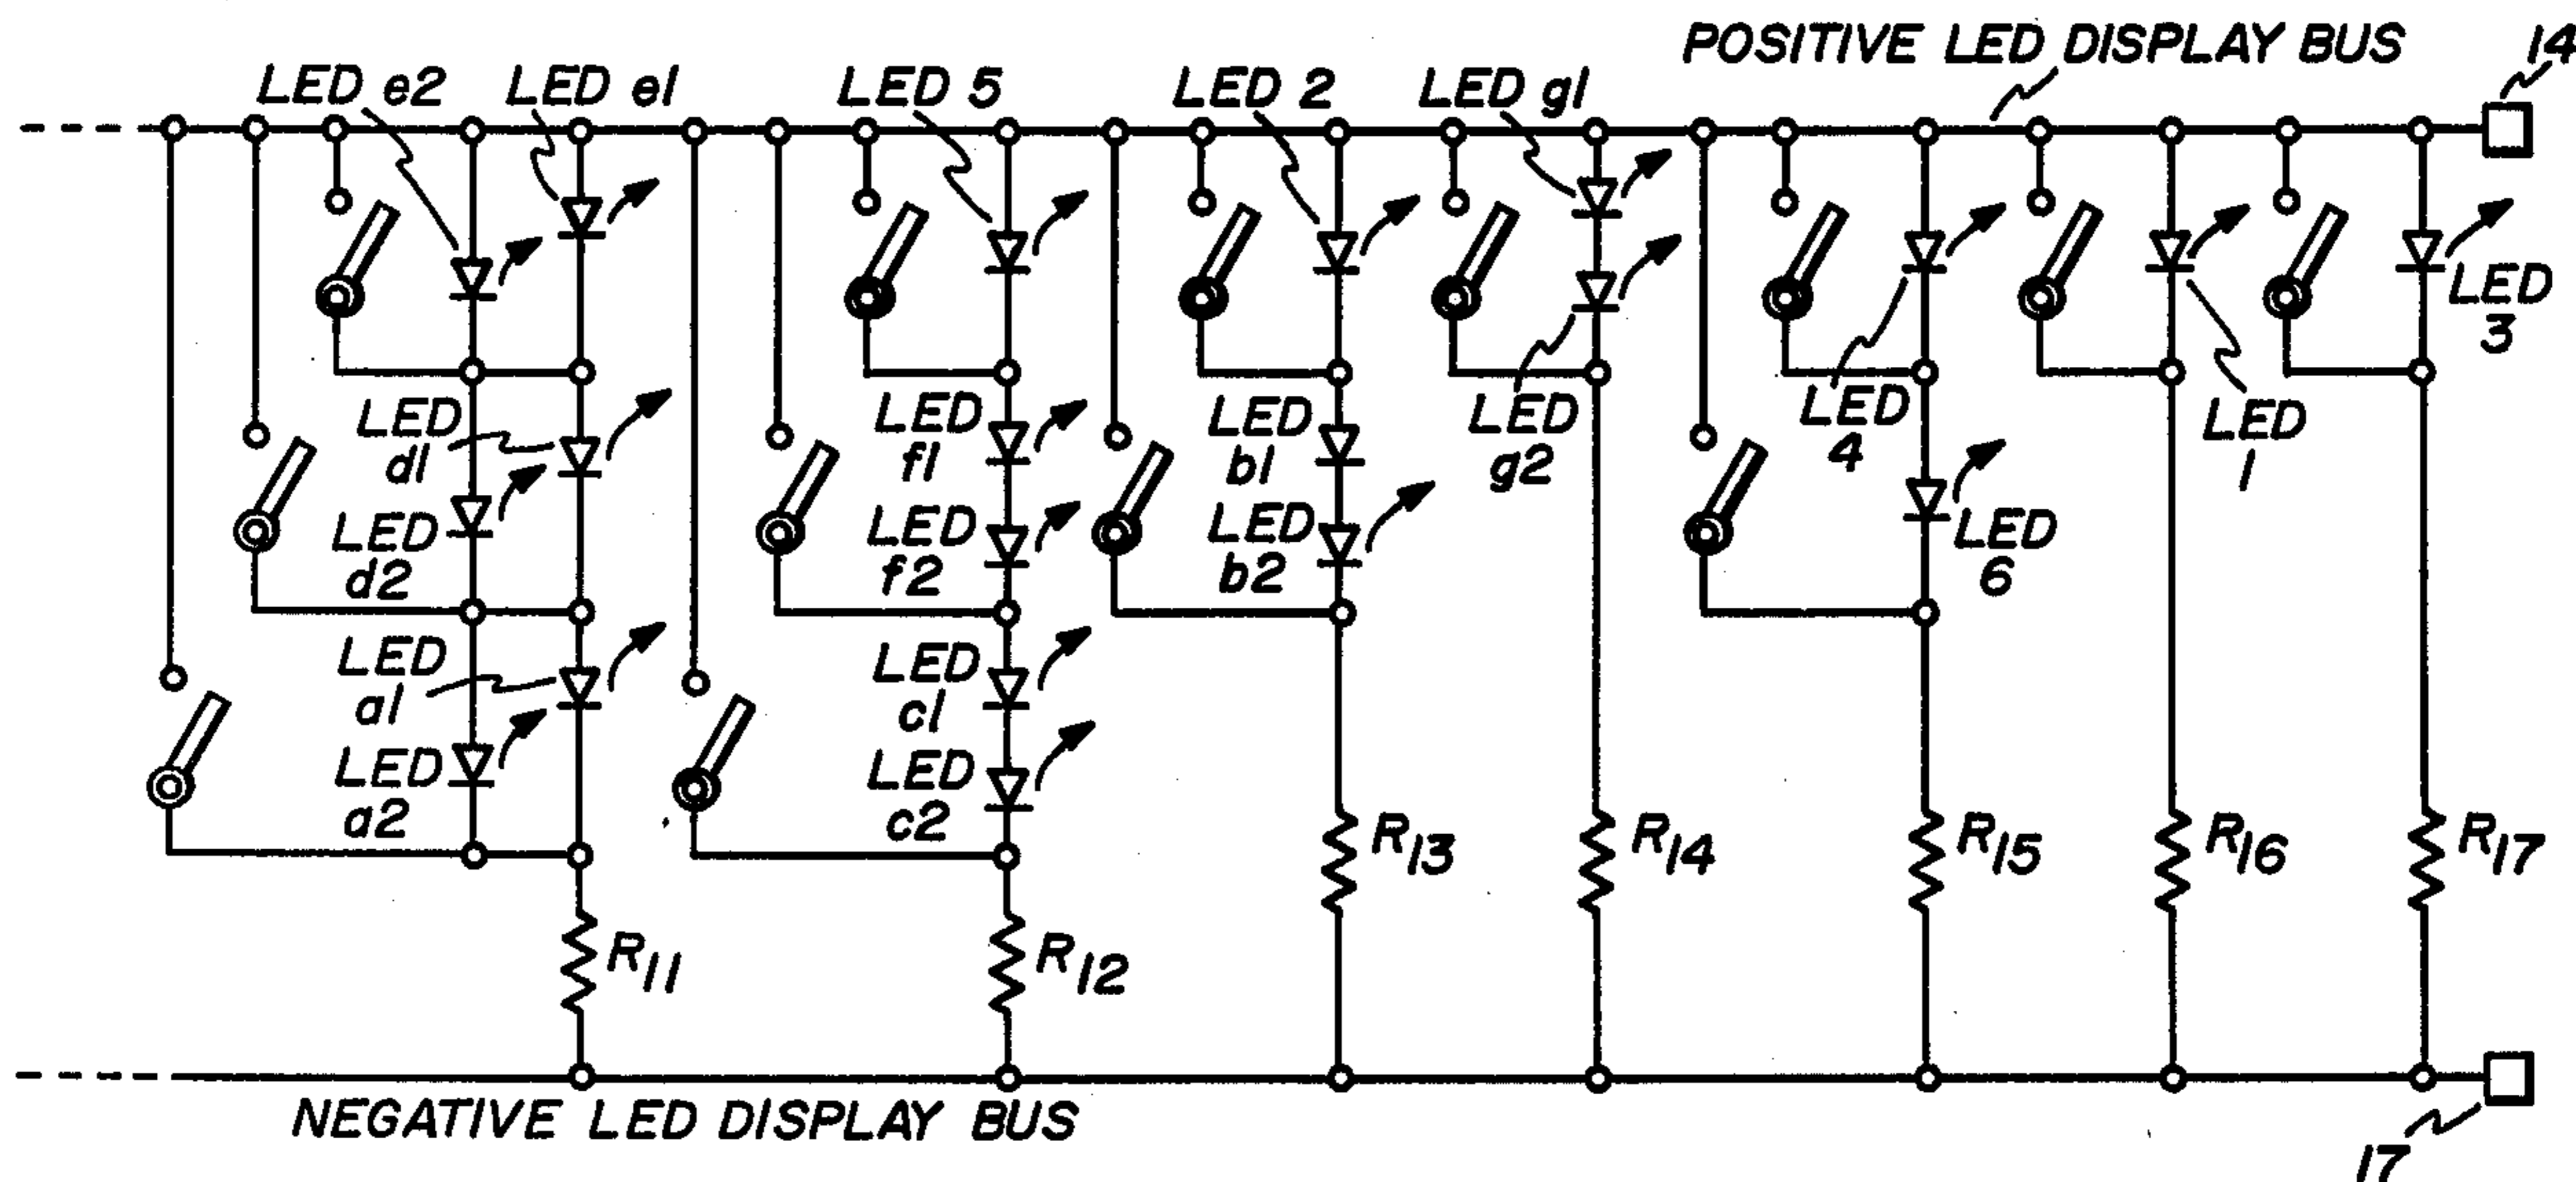 POSITIVE LED DISPLAY BUS
14
LED e2
LED e1
LED 5
LED 2
LED g1
LED
3
LED
d1
LED
f1
LED
b1
LED
g2
LED
4
LED
1
LED
d2
LED
f2
LED
b2
LED
6
LED
a1
LED
c1
LED
a2
LED
c2
R13
R14
R15
R16
R17
R11
R12
NEGATIVE LED DISPLAY BUS
17